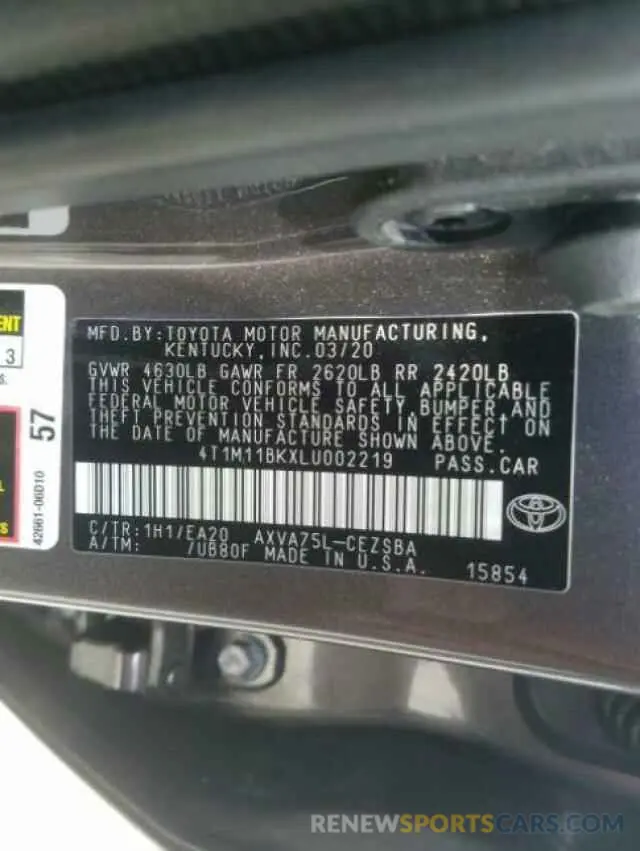 ENT
3
S.
57
42661-06D10
L
S
MFD.BY:TOYOTA MOTOR MANUFACTURING,
KENTUCKY,INC.03/20
GVWR 4630LB GAWR FR 2620LB RR 2420LB
THIS VEHICLE CONFORMS TO ALL APPLICABLE
FEDERAL MOTOR VEHICLE SAFETY,BUMPER,AND
THEFT PREVENTION STANDARDS IN EFFECT ON
THE DATE OF MANUFACTURE SHOWN ABOVE.
4T1M11BKXLU002219 PASS.CAR
C/TR:1H1/EA20 AXVA75L-CEZSBA
A/TM: /UB80F MADE IN U.S.A. 15854
RENEWSPORTSCARS.COM